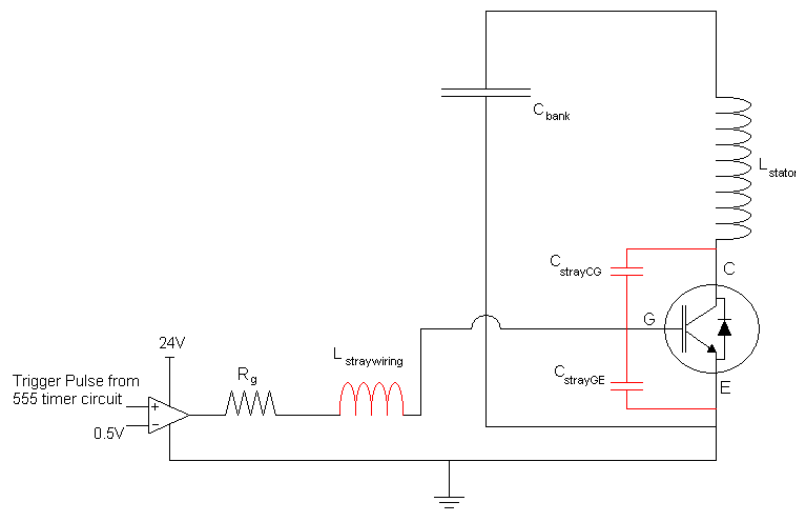 C bank
L stator
C strayCG
C
G
24V
L straywiring
C strayGE
E
R g
Trigger Pulse from
555 timer circuit
+
0.5V
−